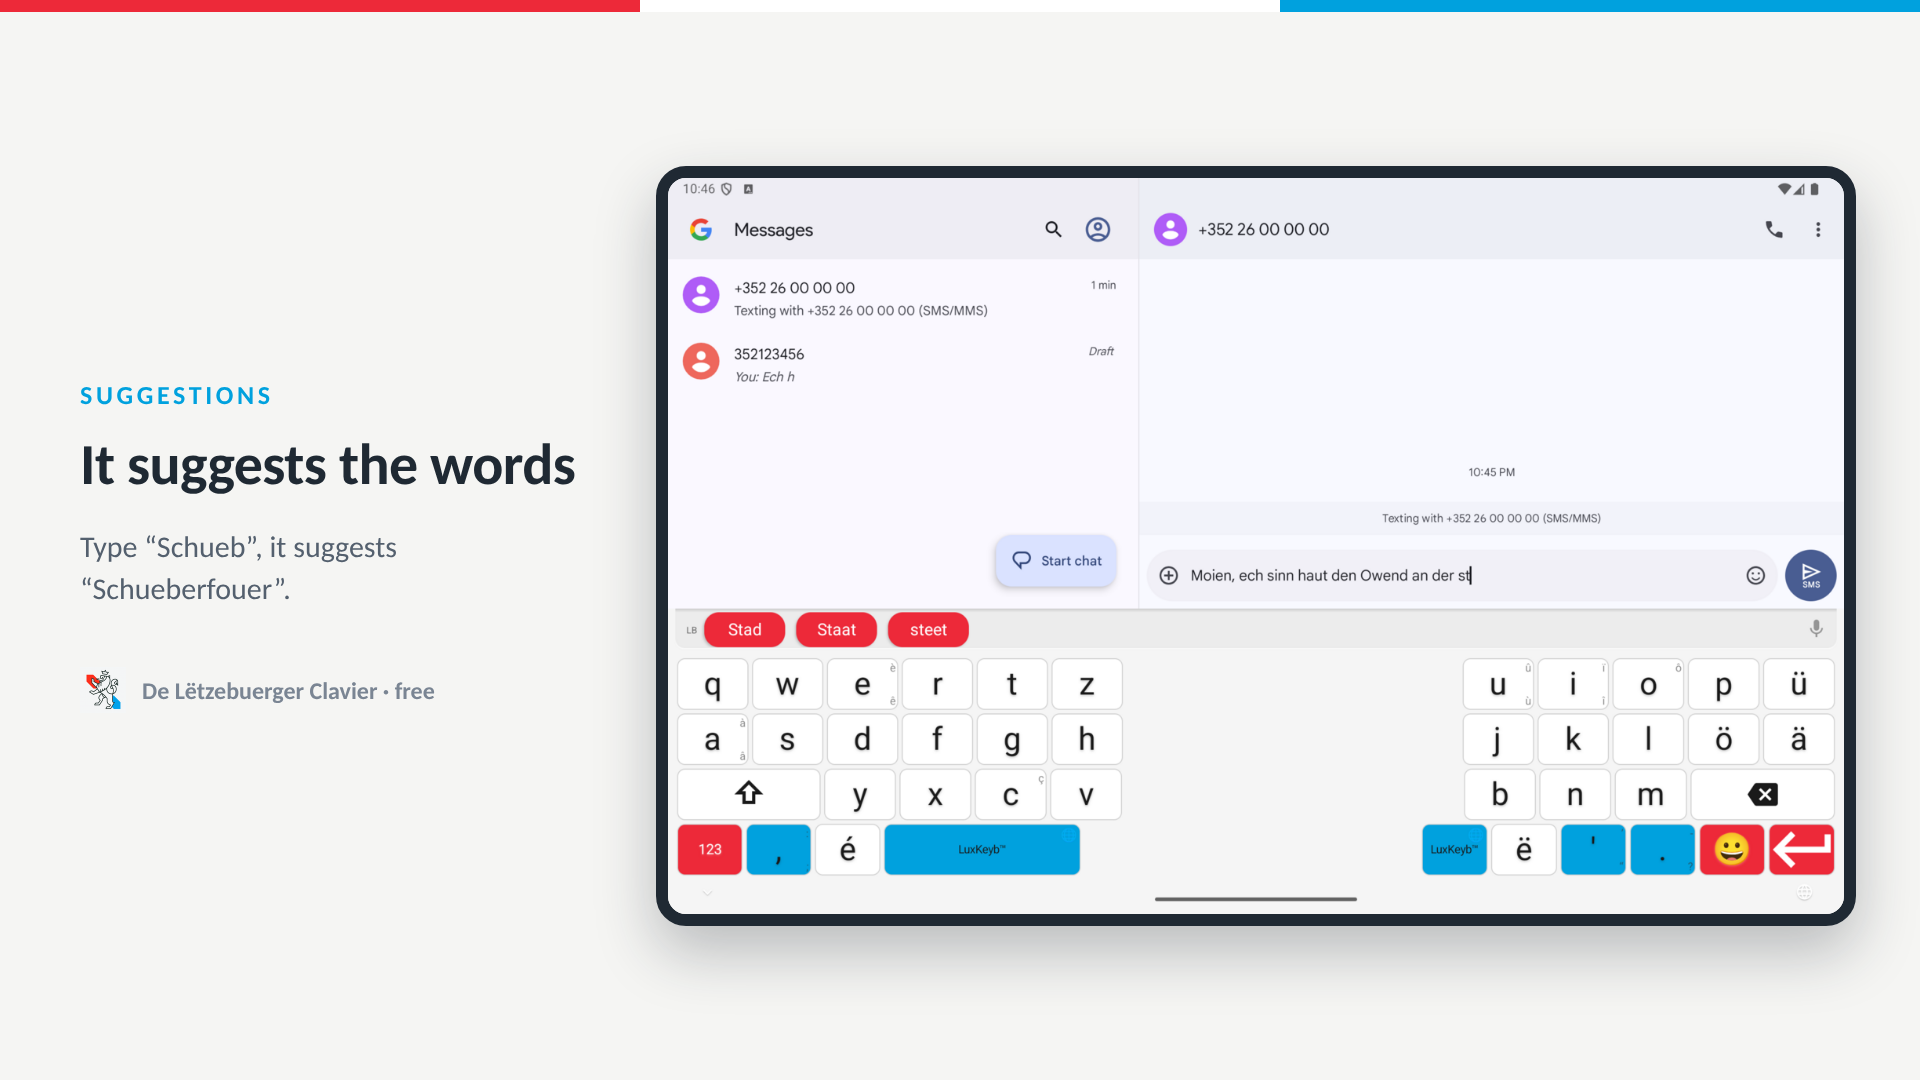 SUGGESTIONS
It suggests the words
Type “Schueb”, it suggests
“Schueberfouer”.
De Lëtzebuerger Clavier · free
10:46
Messages
+352 26 00 00 00
1 min
Texting with +352 26 00 00 00 (SMS/MMS)
352123456
Draft
You: Ech h
Start chat
+352 26 00 00 00
10:45 PM
Texting with +352 26 00 00 00 (SMS/MMS)
Moien, ech sinn haut den Owend an der st
SMS
LB Stad Staat steet
q w e è ê r t z u û ù i ï î o ô p ü
a à â s d f g h j k l ö ä
y x c ç v b n m
123 , é LuxKeyb™ LuxKeyb™ ë ' .